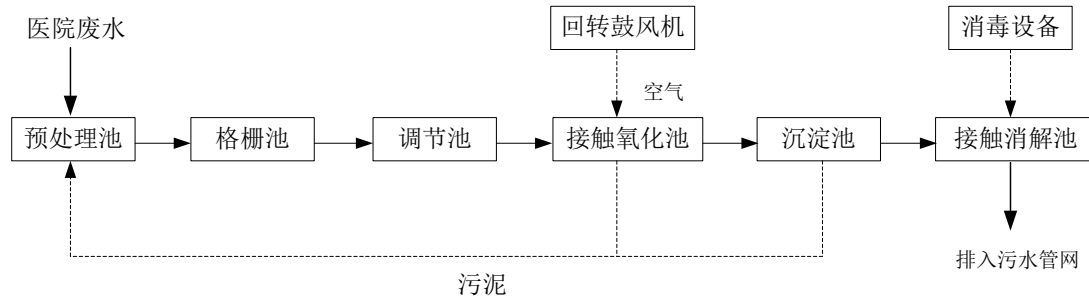 医院废水
回转鼓风机
消毒设备
空气
预处理池
格栅池
调节池
接触氧化池
沉淀池
接触消解池
污泥
排入污水管网